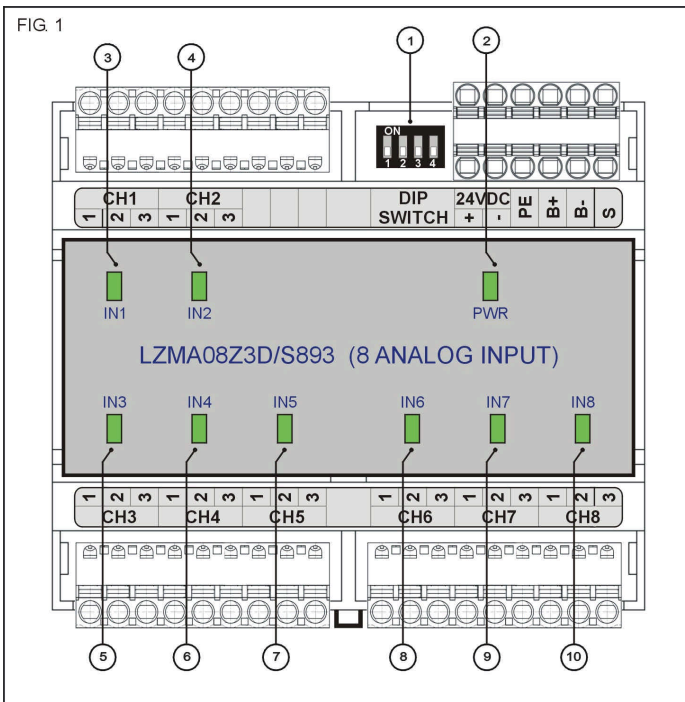 FIG. 1
3 4 1 2
ON
1 2 3 4
CH1 CH2 DIP SWITCH 24VDC PE B+ B- S
1 2 3 1 2 3 + -
IN1 IN2 PWR
LZMA08Z3D/S893 (8 ANALOG INPUT)
IN3 IN4 IN5 IN6 IN7 IN8
1 2 3 1 2 3 1 2 3 1 2 3 1 2 3 1 2 3
CH3 CH4 CH5 CH6 CH7 CH8
5 6 7 8 9 10